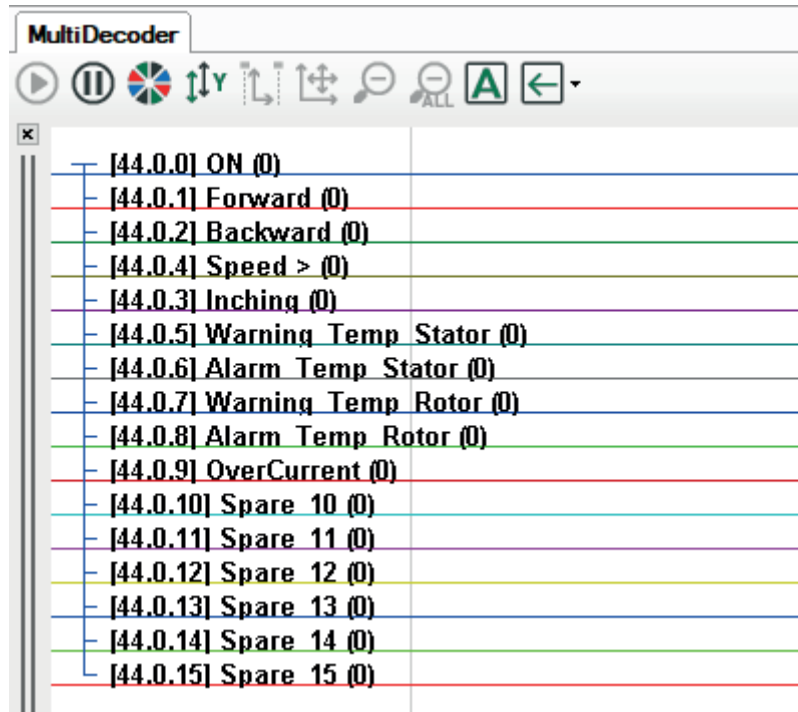 MultiDecoder
Y ALL A
[44.0.0] ON (0)
[44.0.1] Forward (0)
[44.0.2] Backward (0)
[44.0.4] Speed > (0)
[44.0.3] Inching (0)
[44.0.5] Warning_Temp_Stator (0)
[44.0.6] Alarm_Temp_Stator (0)
[44.0.7] Warning_Temp_Rotor (0)
[44.0.8] Alarm_Temp_Rotor (0)
[44.0.9] OverCurrent (0)
[44.0.10] Spare_10 (0)
[44.0.11] Spare_11 (0)
[44.0.12] Spare_12 (0)
[44.0.13] Spare_13 (0)
[44.0.14] Spare_14 (0)
[44.0.15] Spare_15 (0)